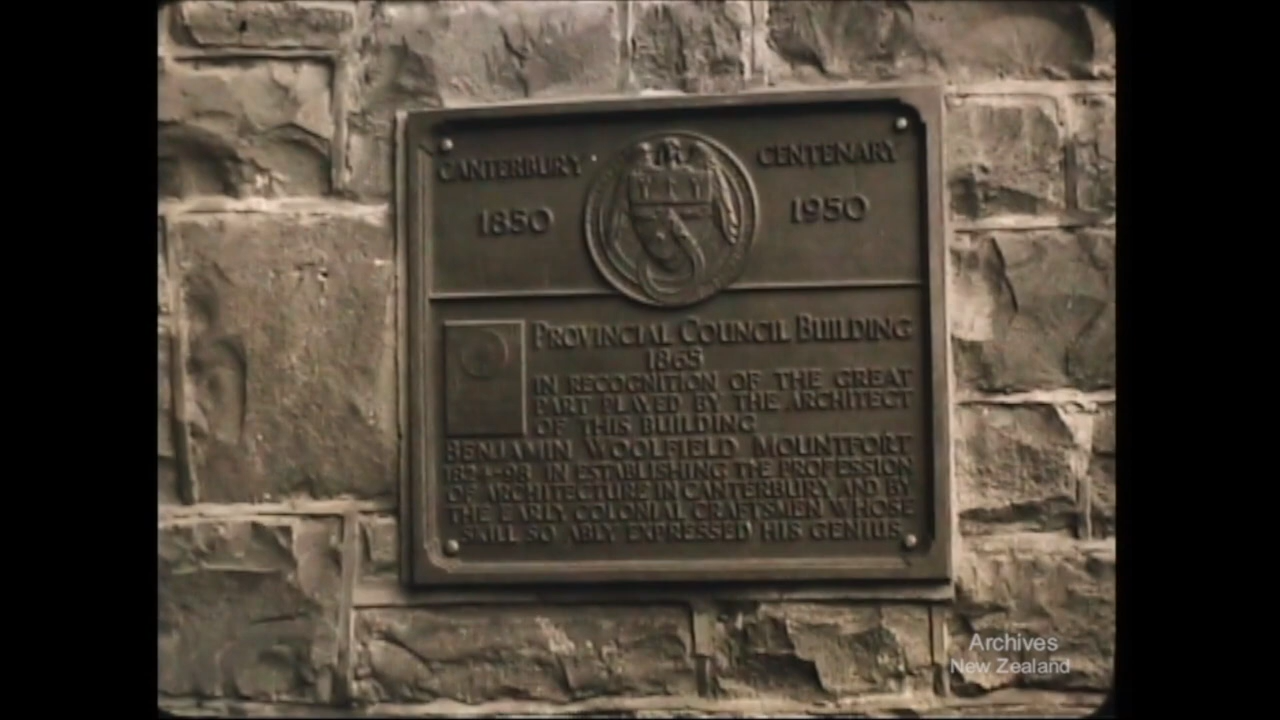 CANTERBURY CENTENARY
1850 1950
PROVINCIAL COUNCIL BUILDING
1865
IN RECOGNITION OF THE GREAT
PART PLAYED BY THE ARCHITECT
OF THIS BUILDING
BENJAMIN WOOLFIELD MOUNTFORT
1824-98 IN ESTABLISHING THE PROFESSION
OF ARCHITECTURE IN CANTERBURY, AND BY
THE EARLY COLONIAL CRAFTSMEN WHOSE
SKILL SO ABLY EXPRESSED HIS GENIUS.
Archives
New Zealand